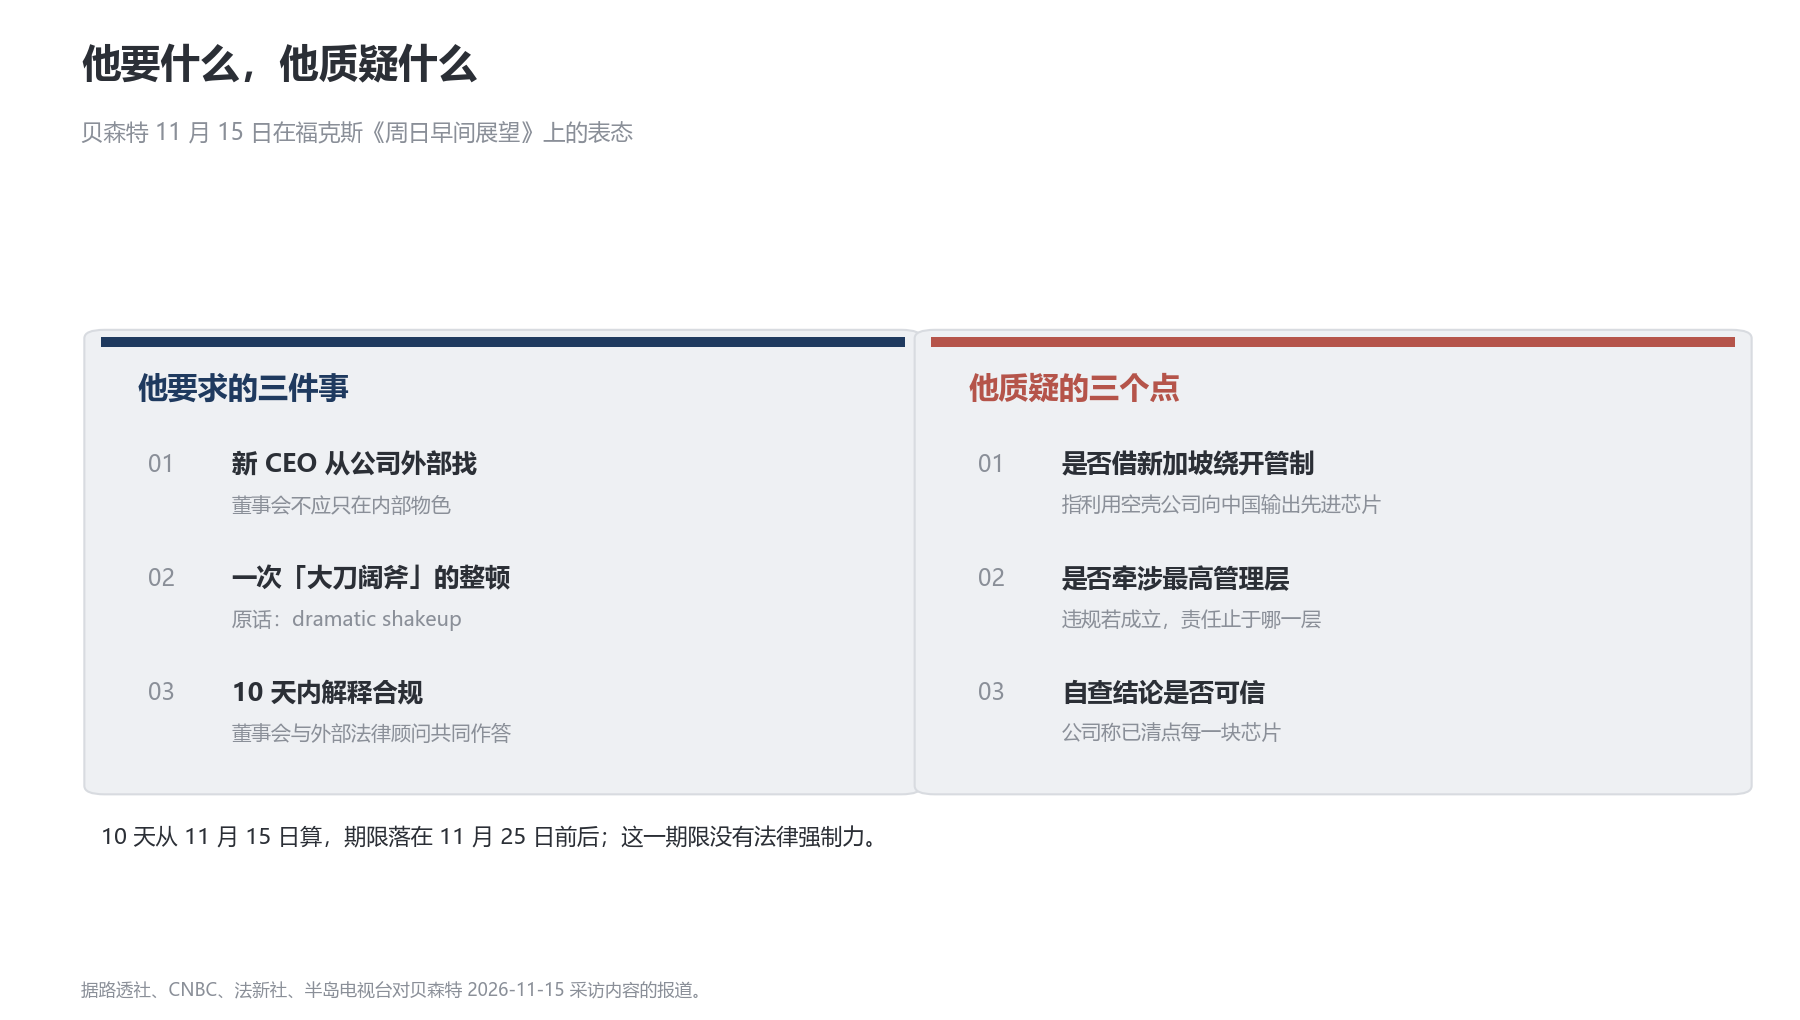 他要什么，他质疑什么
贝森特 11 月 15 日在福克斯《周日早间展望》上的表态
他要求的三件事
01 新 CEO 从公司外部找
董事会不应只在内部物色
02 一次「大刀阔斧」的整顿
原话：dramatic shakeup
03 10 天内解释合规
董事会与外部法律顾问共同作答
他质疑的三个点
01 是否借新加坡绕开管制
指利用空壳公司向中国输出先进芯片
02 是否牵涉最高管理层
违规若成立，责任止于哪一层
03 自查结论是否可信
公司称已清点每一块芯片
10 天从 11 月 15 日算，期限落在 11 月 25 日前后；这一期限没有法律强制力。
据路透社、CNBC、法新社、半岛电视台对贝森特 2026-11-15 采访内容的报道。